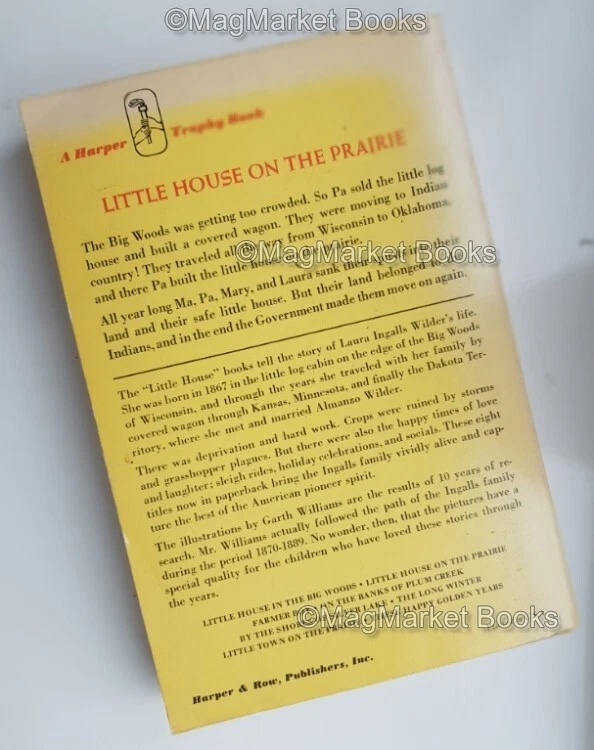 ©MagMarket Books
A Harper Trophy Book
LITTLE HOUSE ON THE PRAIRIE
The Big Woods was getting too crowded. So Pa sold the little log
house and built a covered wagon. They were moving to Indian
country! They traveled all the way from Wisconsin to Oklahoma,
and there Pa built the little house prairie.
©MagMarket Books
All year long Ma, Pa, Mary, and Laura sank their their
land and their safe little house. But their land belonged
Indians, and in the end the Government made them move on again.
The "Little House" books tell the story of Laura Ingalls Wilder's life.
She was born in 1867 in the little log cabin on the edge of the Big Woods
of Wisconsin, and through the years she traveled with her family by
covered wagon through Kansas, Minnesota, and finally the Dakota Ter-
ritory, where she met and married Almanzo Wilder.
There was deprivation and hard work. Crops were ruined by storms
and grasshopper plagues. But there were also the happy times of love
and laughter; sleigh rides, holiday celebrations, and socials. These eight
titles now in paperback bring the Ingalls family vividly alive and cap-
ture the best of the American pioneer spirit.
The illustrations by Garth Williams are the results of 10 years of re-
search. Mr. Williams actually followed the path of the Ingalls family
during the period 1870-1889. No wonder, then, that the pictures have a
special quality for the children who have loved these stories through
the years.
LITTLE HOUSE IN THE BIG WOODS • LITTLE HOUSE ON THE PRAIRIE
FARMER ON THE BANKS OF PLUM CREEK
BY THE LAKE • THE LONG WINTER
©MagMarket Books
LITTLE TOWN ON THE HAPPY GOLDEN YEARS
Harper & Row, Publishers, Inc.